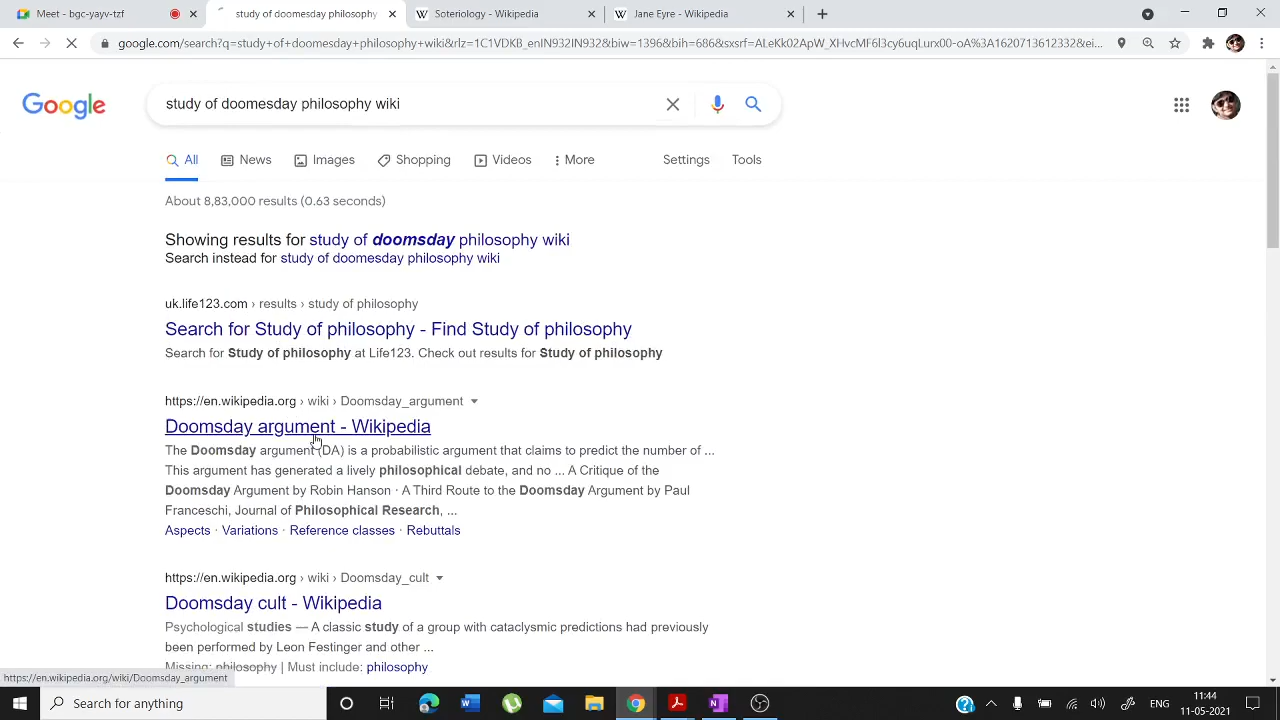 Meet - bgc-yayv-tzf
study of doomesday philosophy
Soteriology - Wikipedia
Jane Eyre - Wikipedia
google.com/search?q=study+of+doomesday+philosophy+wiki&rlz=1C1VDKB_enIN932IN932&biw=1396&bih=686&sxsrf=ALeKk02ApW_XHvcMF6l3cy6uqLurx00-oA%3A1620713612332&ei...
Google
study of doomesday philosophy wiki
All
News
Images
Shopping
Videos
More
Settings
Tools
About 8,83,000 results (0.63 seconds)
Showing results for study of doomsday philosophy wiki
Search instead for study of doomesday philosophy wiki
uk.life123.com › results › study of philosophy
Search for Study of philosophy - Find Study of philosophy
Search for Study of philosophy at Life123. Check out results for Study of philosophy
https://en.wikipedia.org › wiki › Doomsday_argument
Doomsday argument - Wikipedia
The Doomsday argument (DA) is a probabilistic argument that claims to predict the number of ...
This argument has generated a lively philosophical debate, and no ... A Critique of the
Doomsday Argument by Robin Hanson · A Third Route to the Doomsday Argument by Paul
Franceschi, Journal of Philosophical Research, ...
Aspects · Variations · Reference classes · Rebuttals
https://en.wikipedia.org › wiki › Doomsday_cult
Doomsday cult - Wikipedia
Psychological studies — A classic study of a group with cataclysmic predictions had previously
been performed by Leon Festinger and other ...
Missing: philosophy | Must include: philosophy
https://en.wikipedia.org/wiki/Doomsday_argument
Search for anything
ENG
11:44
11-05-2021